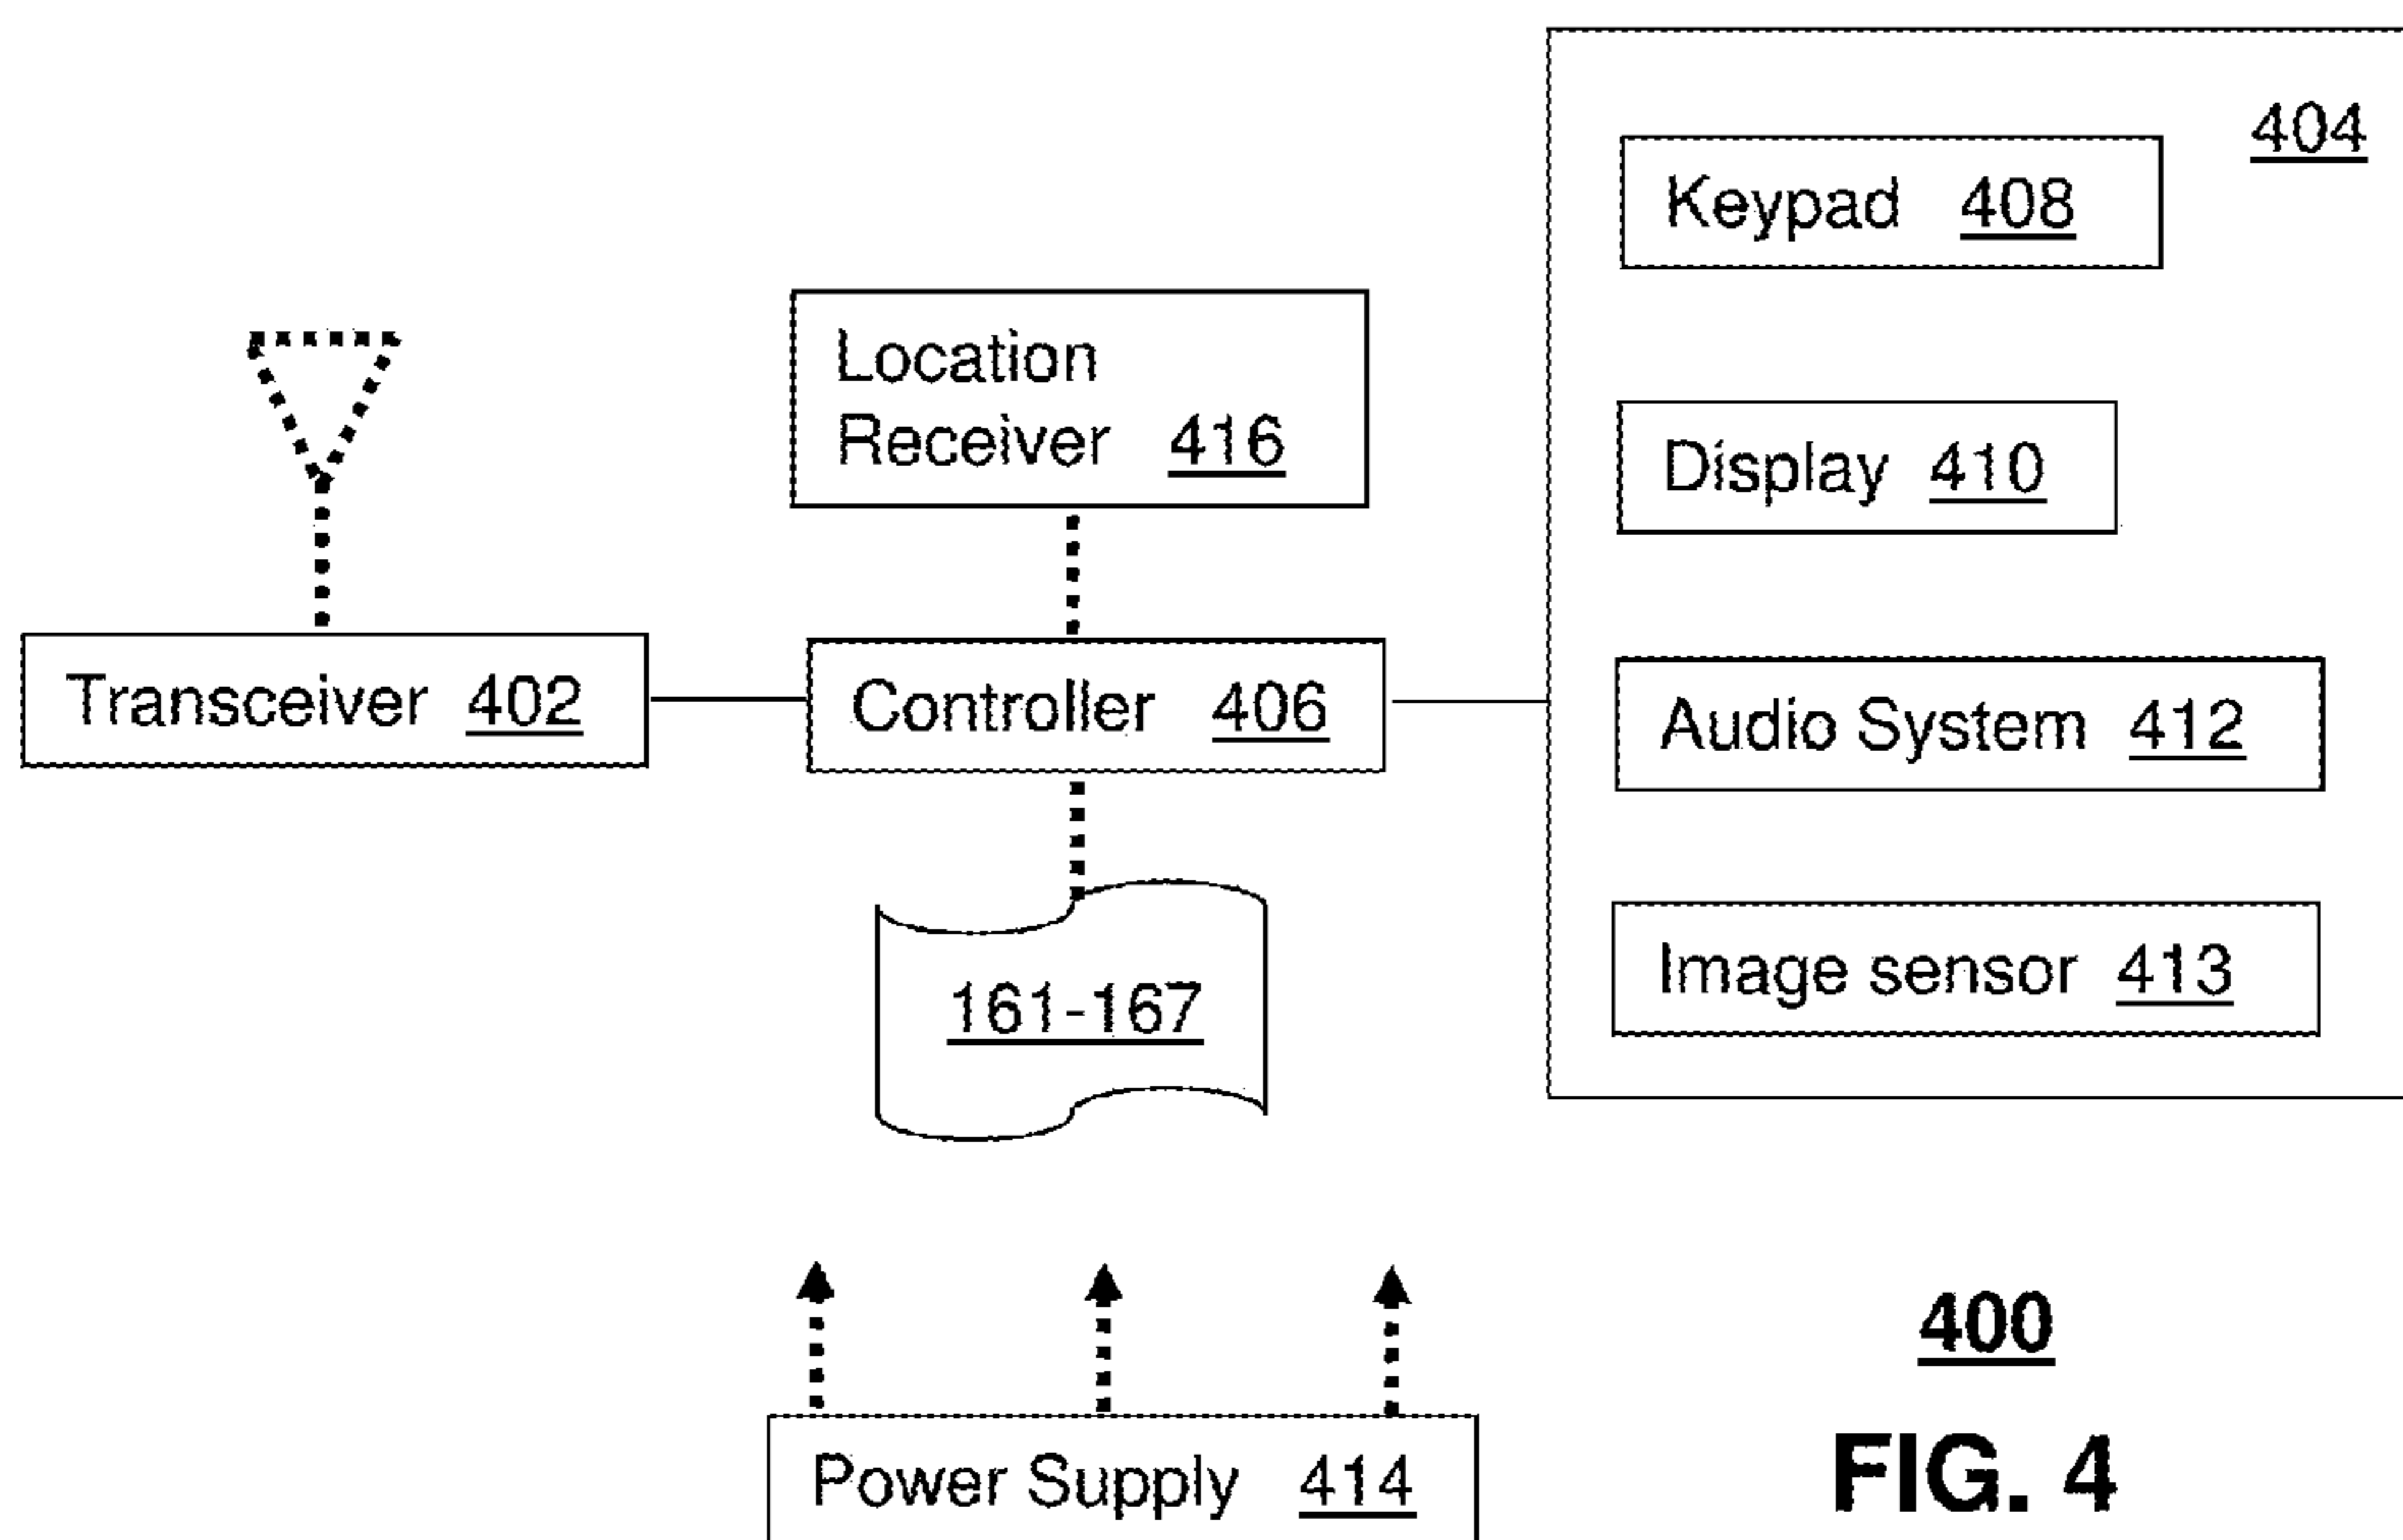 404
Keypad 408
Location
Receiver 416
Display 410
Transceiver 402
Controller 406
Audio System 412
Image sensor 413
161-167
400
Power Supply 414
FIG. 4